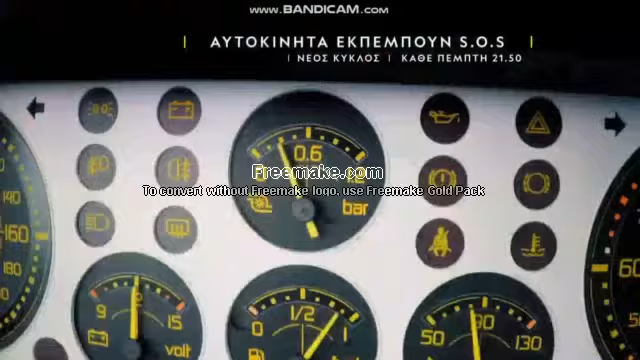 WWW.BANDICAM.COM
ΑΥΤΟΚΙΝΗΤΑ ΕΚΠΕΜΠΟΥΝ S.O.S
| ΝΕΟΣ ΚΥΚΛΟΣ | ΚΑΘΕ ΠΕΜΠΤΗ 21.50
0.6
Freemake.com
To convert without Freemake logo, use Freemake Gold Pack
bar
140
160
180
60
9
15
volt
0
1/2
1
50
90
130